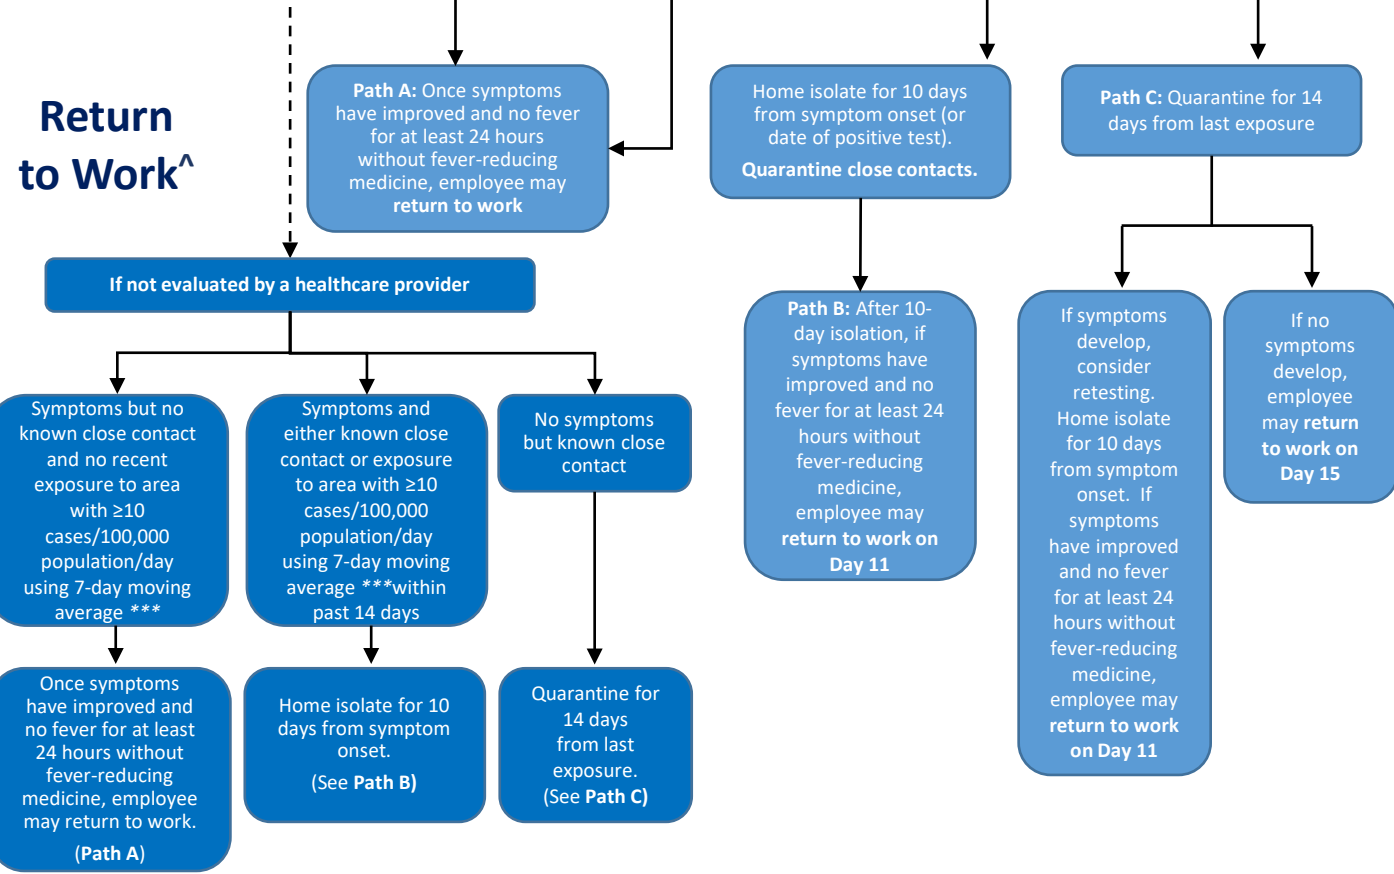 Return
to Work^
Path A: Once symptoms
have improved and no fever
for at least 24 hours
without fever-reducing
medicine, employee may
return to work
Home isolate for 10 days
from symptom onset (or
date of positive test).
Quarantine close contacts.
Path C: Quarantine for 14
days from last exposure
If not evaluated by a healthcare provider
Symptoms but no
known close contact
and no recent
exposure to area
with ≥10
cases/100,000
population/day
using 7-day moving
average ***
Symptoms and
either known close
contact or exposure
to area with ≥10
cases/100,000
population/day
using 7-day moving
average ***within
past 14 days
No symptoms
but known close
contact
Path B: After 10-
day isolation, if
symptoms have
improved and no
fever for at least 24
hours without
fever-reducing
medicine,
employee may
return to work on
Day 11
If symptoms
develop,
consider
retesting.
Home isolate
for 10 days
from symptom
onset.  If
symptoms
have improved
and no fever
for at least 24
hours without
fever-reducing
medicine,
employee may
return to work
on Day 11
If no
symptoms
develop,
employee
may return
to work on
Day 15
Once symptoms
have improved and
no fever for at least
24 hours without
fever-reducing
medicine, employee
may return to work.
(Path A)
Home isolate for 10
days from symptom
onset.
(See Path B)
Quarantine for
14 days
from last
exposure.
(See Path C)